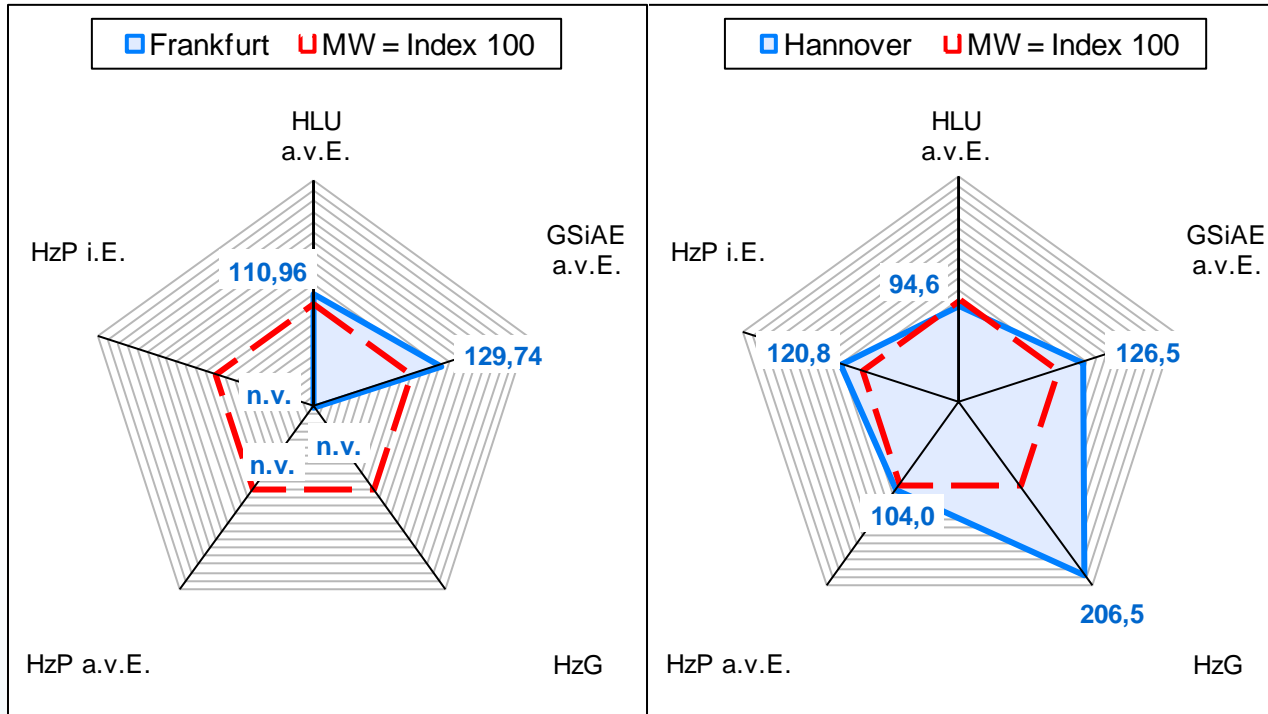 Frankfurt MW = Index 100
HLU
a.v.E.
GSiAE
a.v.E.
HzP i.E.
110,96
129,74
n.v.
n.v.
n.v.
HzP a.v.E.
HzG
Hannover MW = Index 100
HLU
a.v.E.
GSiAE
a.v.E.
HzP i.E.
94,6
120,8
126,5
104,0
206,5
HzP a.v.E.
HzG